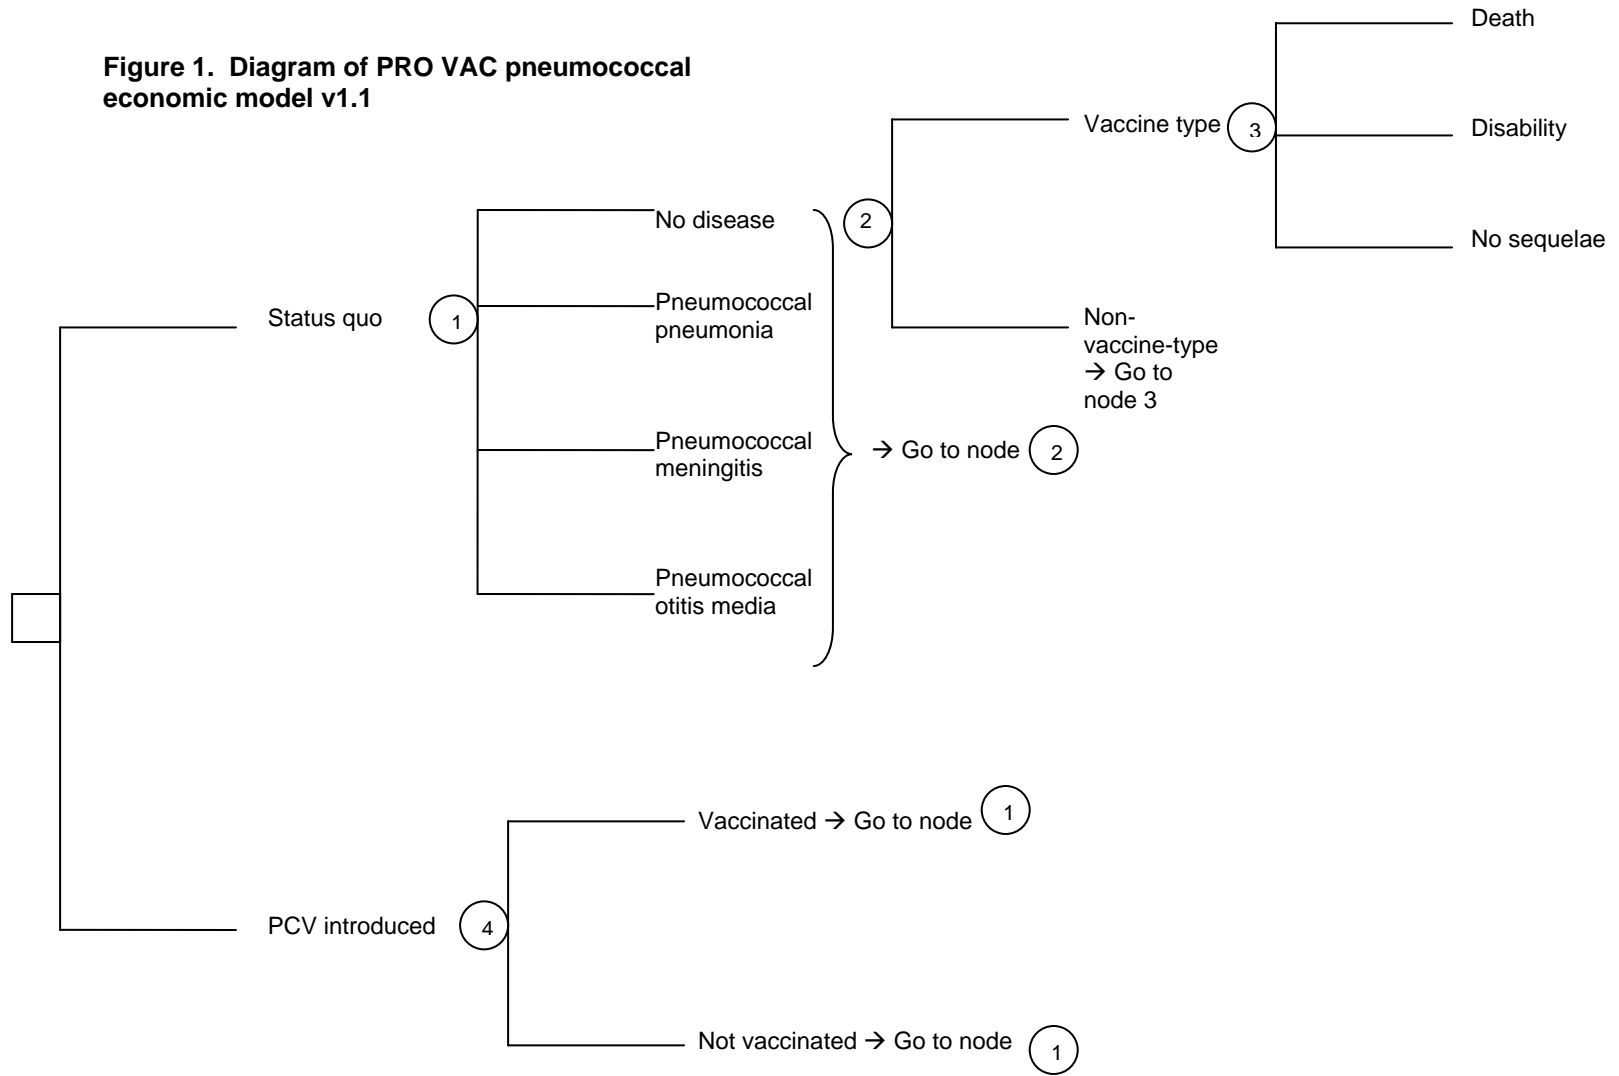 Figure 1. Diagram of PRO VAC pneumococcal
economic model v1.1
Status quo
1
No disease
Pneumococcal
pneumonia
Pneumococcal
meningitis
Pneumococcal
otitis media
→ Go to node 2
2
Vaccine type
3
Death
Disability
No sequelae
Non-
vaccine-type
→ Go to
node 3
PCV introduced
4
Vaccinated → Go to node 1
Not vaccinated → Go to node 1